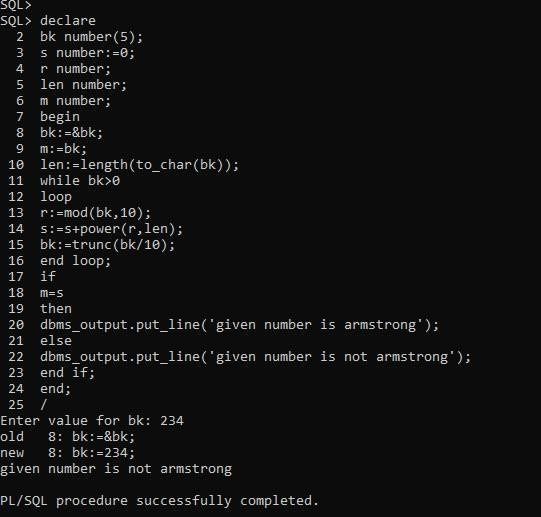 SQL>
SQL> declare
  2  bk number(5);
  3  s number:=0;
  4  r number;
  5  len number;
  6  m number;
  7  begin
  8  bk:=&bk;
  9  m:=bk;
 10  len:=length(to_char(bk));
 11  while bk>0
 12  loop
 13  r:=mod(bk,10);
 14  s:=s+power(r,len);
 15  bk:=trunc(bk/10);
 16  end loop;
 17  if
 18  m=s
 19  then
 20  dbms_output.put_line('given number is armstrong');
 21  else
 22  dbms_output.put_line('given number is not armstrong');
 23  end if;
 24  end;
 25  /
Enter value for bk: 234
old   8: bk:=&bk;
new   8: bk:=234;
given number is not armstrong
PL/SQL procedure successfully completed.